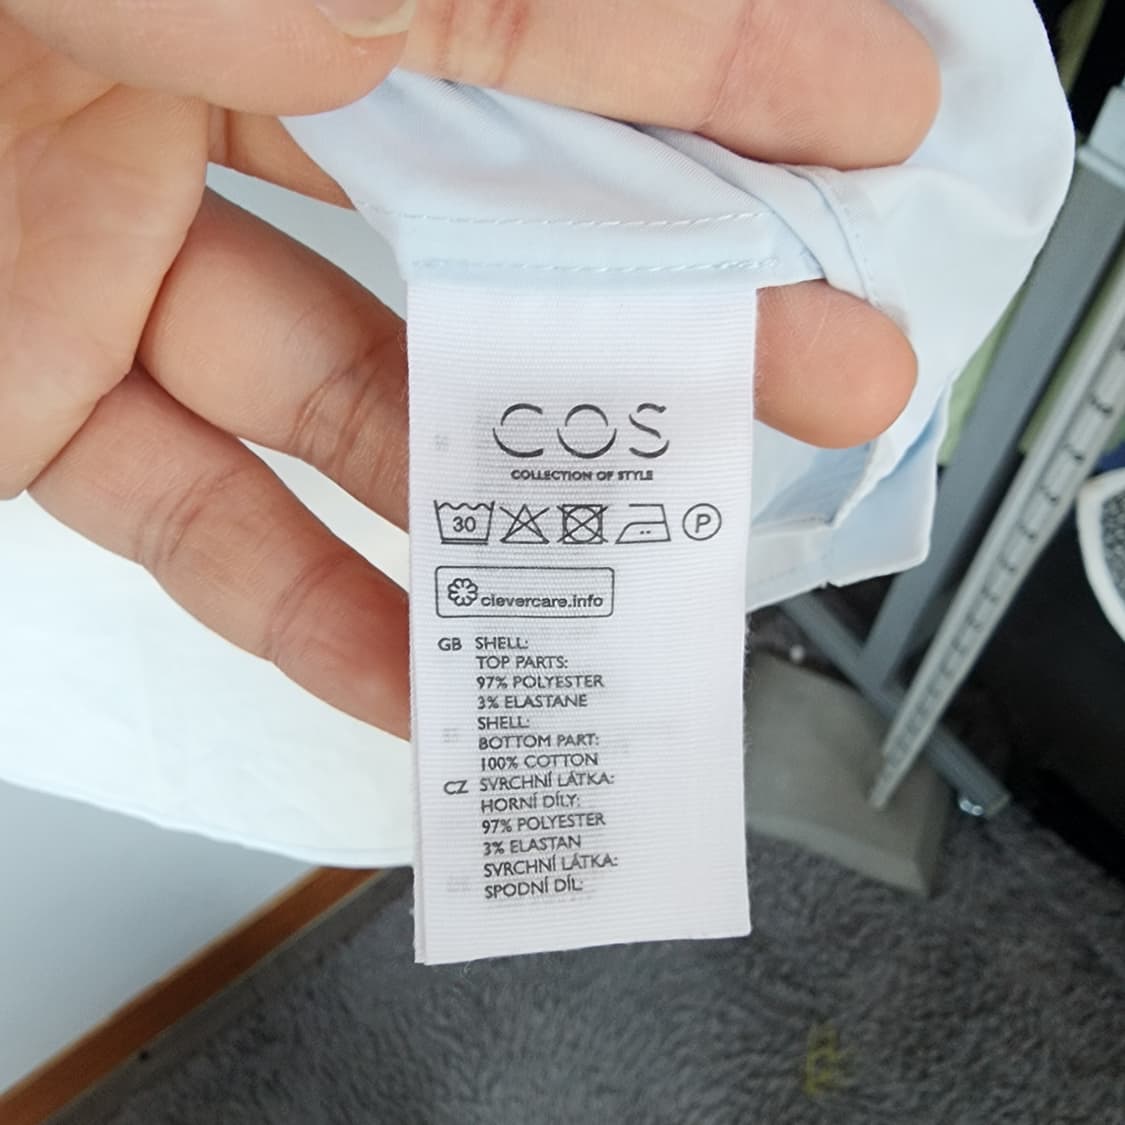 COS
COLLECTION OF STYLE
30 P
clevercare.info
GB SHELL:
TOP PARTS:
97% POLYESTER
3% ELASTANE
SHELL:
BOTTOM PART:
100% COTTON
CZ SVRCHNÍ LÁTKA:
HORNÍ DÍLY:
97% POLYESTER
3% ELASTAN
SVRCHNÍ LÁTKA:
SPODNÍ DÍL: